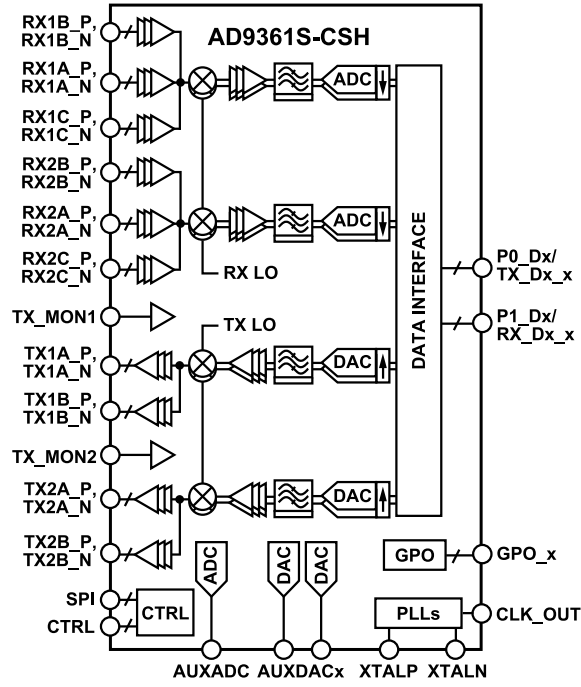 AD9361S-CSH
RX1B_P,
RX1B_N
RX1A_P,
RX1A_N
RX1C_P,
RX1C_N
RX2B_P,
RX2B_N
RX2A_P,
RX2A_N
RX2C_P,
RX2C_N
TX_MON1
TX1A_P,
TX1A_N
TX1B_P,
TX1B_N
TX_MON2
TX2A_P,
TX2A_N
TX2B_P,
TX2B_N
SPI
CTRL
CTRL
ADC
ADC
RX LO
TX LO
DAC
DAC
DATA INTERFACE
P0_Dx/
TX_Dx_x
P1_Dx/
RX_Dx_x
ADC
DAC
DAC
GPO
GPO_x
PLLs
CLK_OUT
AUXADC
AUXDACx
XTALP
XTALN